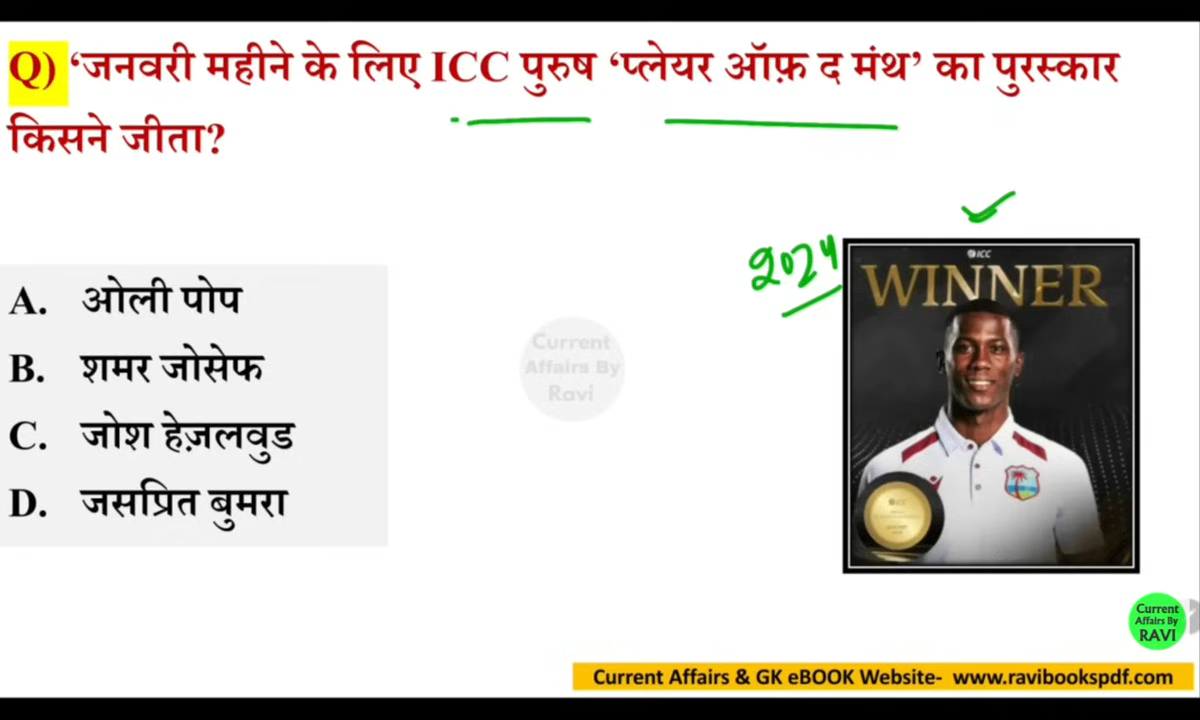 Q) ‘जनवरी महीने के लिए ICC पुरुष ‘प्लेयर ऑफ़ द मंथ’ का पुरस्कार
किसने जीता?
2024
ICC
WINNER
A. ओली पोप
B. शमर जोसेफ
C. जोश हेज़लवुड
D. जसप्रित बुमरा
Current
Affairs By
Ravi
ICC
Current
Affairs By
RAVI
Current Affairs & GK eBOOK Website- www.ravibookspdf.com